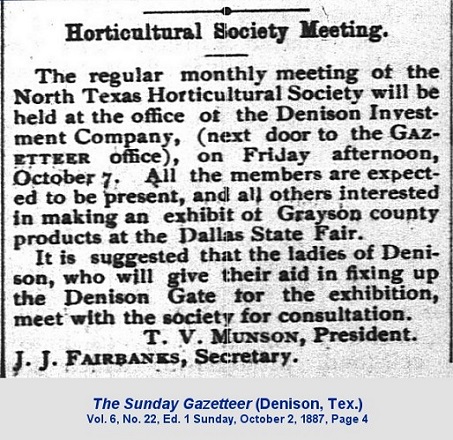 Horticultural Society Meeting.
The regular monthly meeting of the
North Texas Horticultural Society will be
held at the office of the Denison Invest-
ment Company, (next door to the GAZ-
ETTEER office), on Friday afternoon,
October 7. All the members are expect-
ed to be present, and all others interested
in making an exhibit of Grayson county
products at the Dallas State Fair.
It is suggested that the ladies of Deni-
son, who will give their aid in fixing up
the Denison Gate for the exhibition,
meet with the society for consultation.
T. V. MUNSON, President.
J. J. FAIRBANKS, Secretary.
The Sunday Gazetteer (Denison, Tex.)
Vol. 6, No. 22, Ed. 1 Sunday, October 2, 1887, Page 4